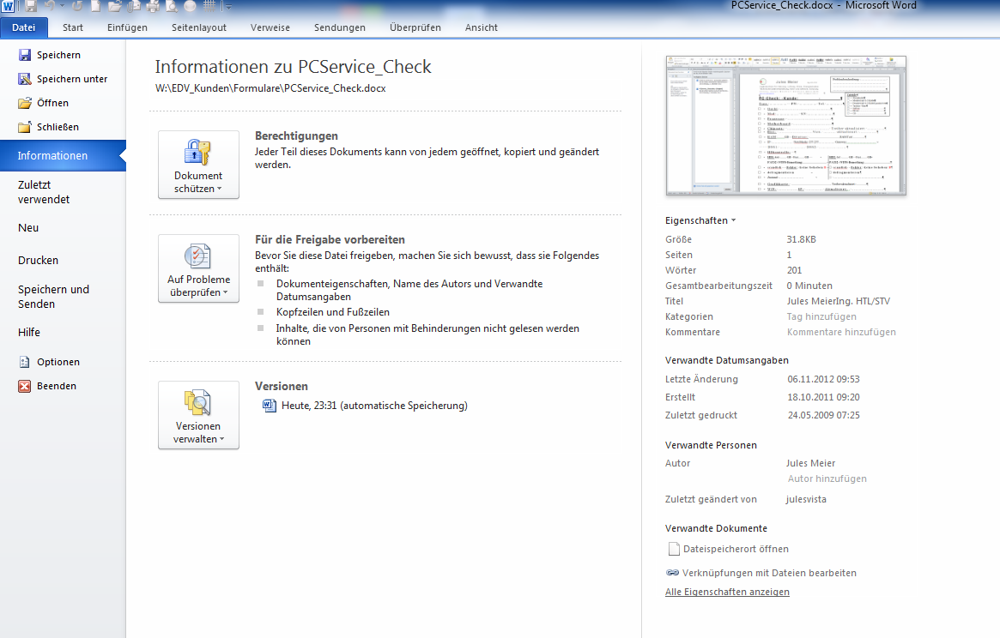 PCService_Check.docx - Microsoft Word
Datei Start Einfügen Seitenlayout Verweise Sendungen Überprüfen Ansicht
Speichern
Speichern unter
Öffnen
Schließen
Informationen
Zuletzt
verwendet
Neu
Drucken
Speichern und
Senden
Hilfe
Optionen
Beenden
Informationen zu PCService_Check
W:\EDV_Kunden\Formulare\PCService_Check.docx
Dokument
schützen
Berechtigungen
Jeder Teil dieses Dokuments kann von jedem geöffnet, kopiert und geändert
werden.
Auf Probleme
überprüfen
Für die Freigabe vorbereiten
Bevor Sie diese Datei freigeben, machen Sie sich bewusst, dass sie Folgendes
enthält:
Dokumenteigenschaften, Name des Autors und Verwandte
Datumsangaben
Kopfzeilen und Fußzeilen
Inhalte, die von Personen mit Behinderungen nicht gelesen werden
können
Versionen
verwalten
Versionen
Heute, 23:31 (automatische Speicherung)
Jules Meier
Eigenschaften
Größe 31.8KB
Seiten 1
Wörter 201
Gesamtbearbeitungszeit 0 Minuten
Titel Jules MeierIng. HTL/STV
Kategorien Tag hinzufügen
Kommentare Kommentare hinzufügen
Verwandte Datumsangaben
Letzte Änderung 06.11.2012 09:53
Erstellt 18.10.2011 09:20
Zuletzt gedruckt 24.05.2009 07:25
Verwandte Personen
Autor Jules Meier
Autor hinzufügen
Zuletzt geändert von julesvista
Verwandte Dokumente
Dateispeicherort öffnen
Verknüpfungen mit Dateien bearbeiten
Alle Eigenschaften anzeigen